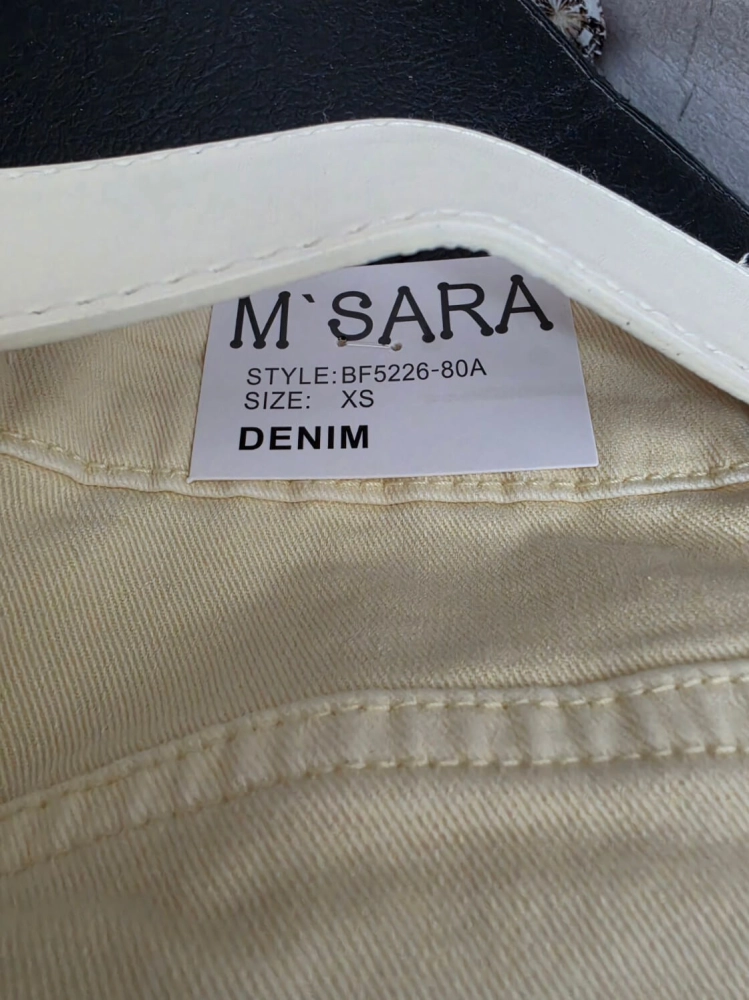 M`SARA
STYLE:BF5226-80A
SIZE: XS
DENIM